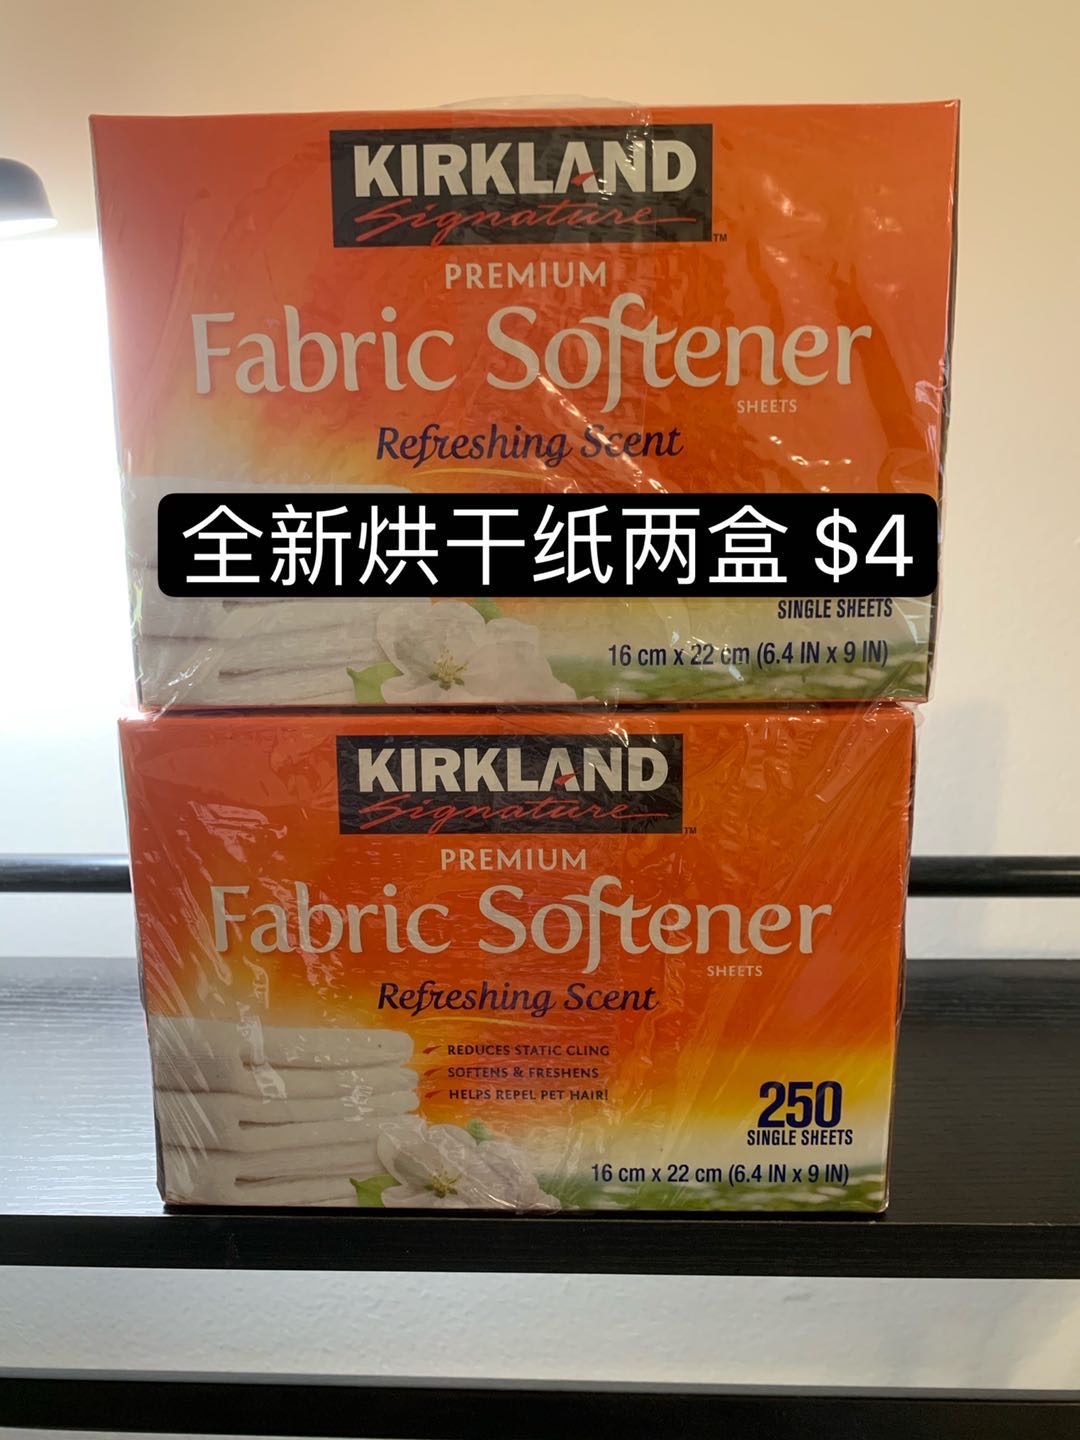 KIRKLAND
Signature
TM
PREMIUM
Fabric Softener
SHEETS
Refreshing Scent
全新烘干纸两盒 $4
SINGLE SHEETS
16 cm x 22 cm (6.4 IN x 9 IN)
KIRKLAND
Signature
TM
PREMIUM
Fabric Softener
SHEETS
Refreshing Scent
REDUCES STATIC CLING
SOFTENS & FRESHENS
HELPS REPEL PET HAIR!
250
SINGLE SHEETS
16 cm x 22 cm (6.4 IN x 9 IN)